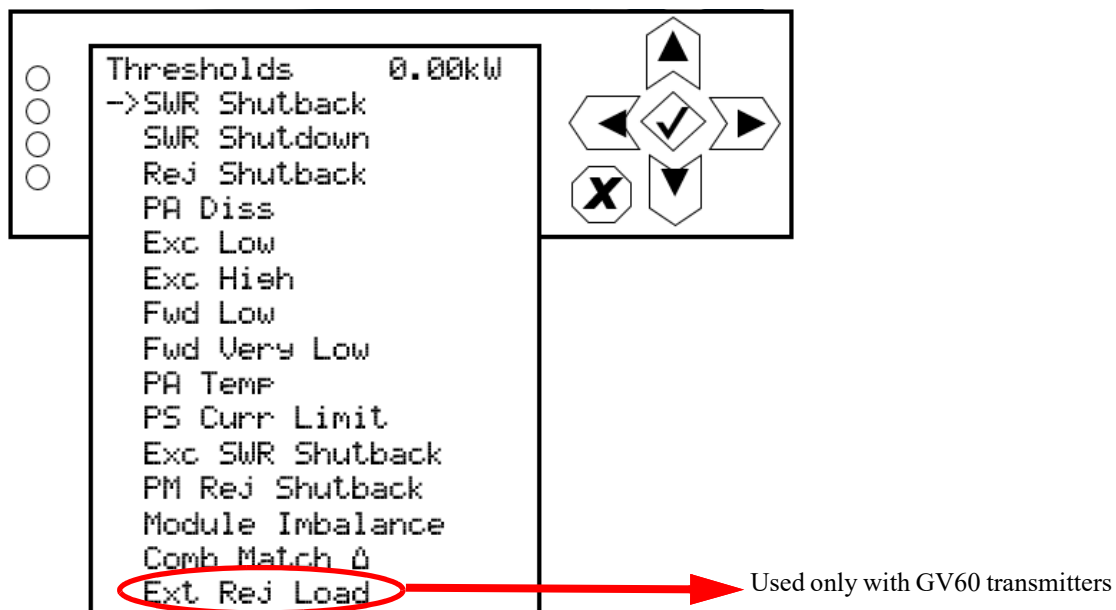 Thresholds 0.00kW
->SWR Shutback
SWR Shutdown
Rej Shutback
PA Diss
Exc Low
Exc High
Fwd Low
Fwd Very Low
PA Temp
PS Curr Limit
Exc SWR Shutback
PM Rej Shutback
Module Imbalance
Comb Match Δ
Ext Rej Load
Used only with GV60 transmitters
X